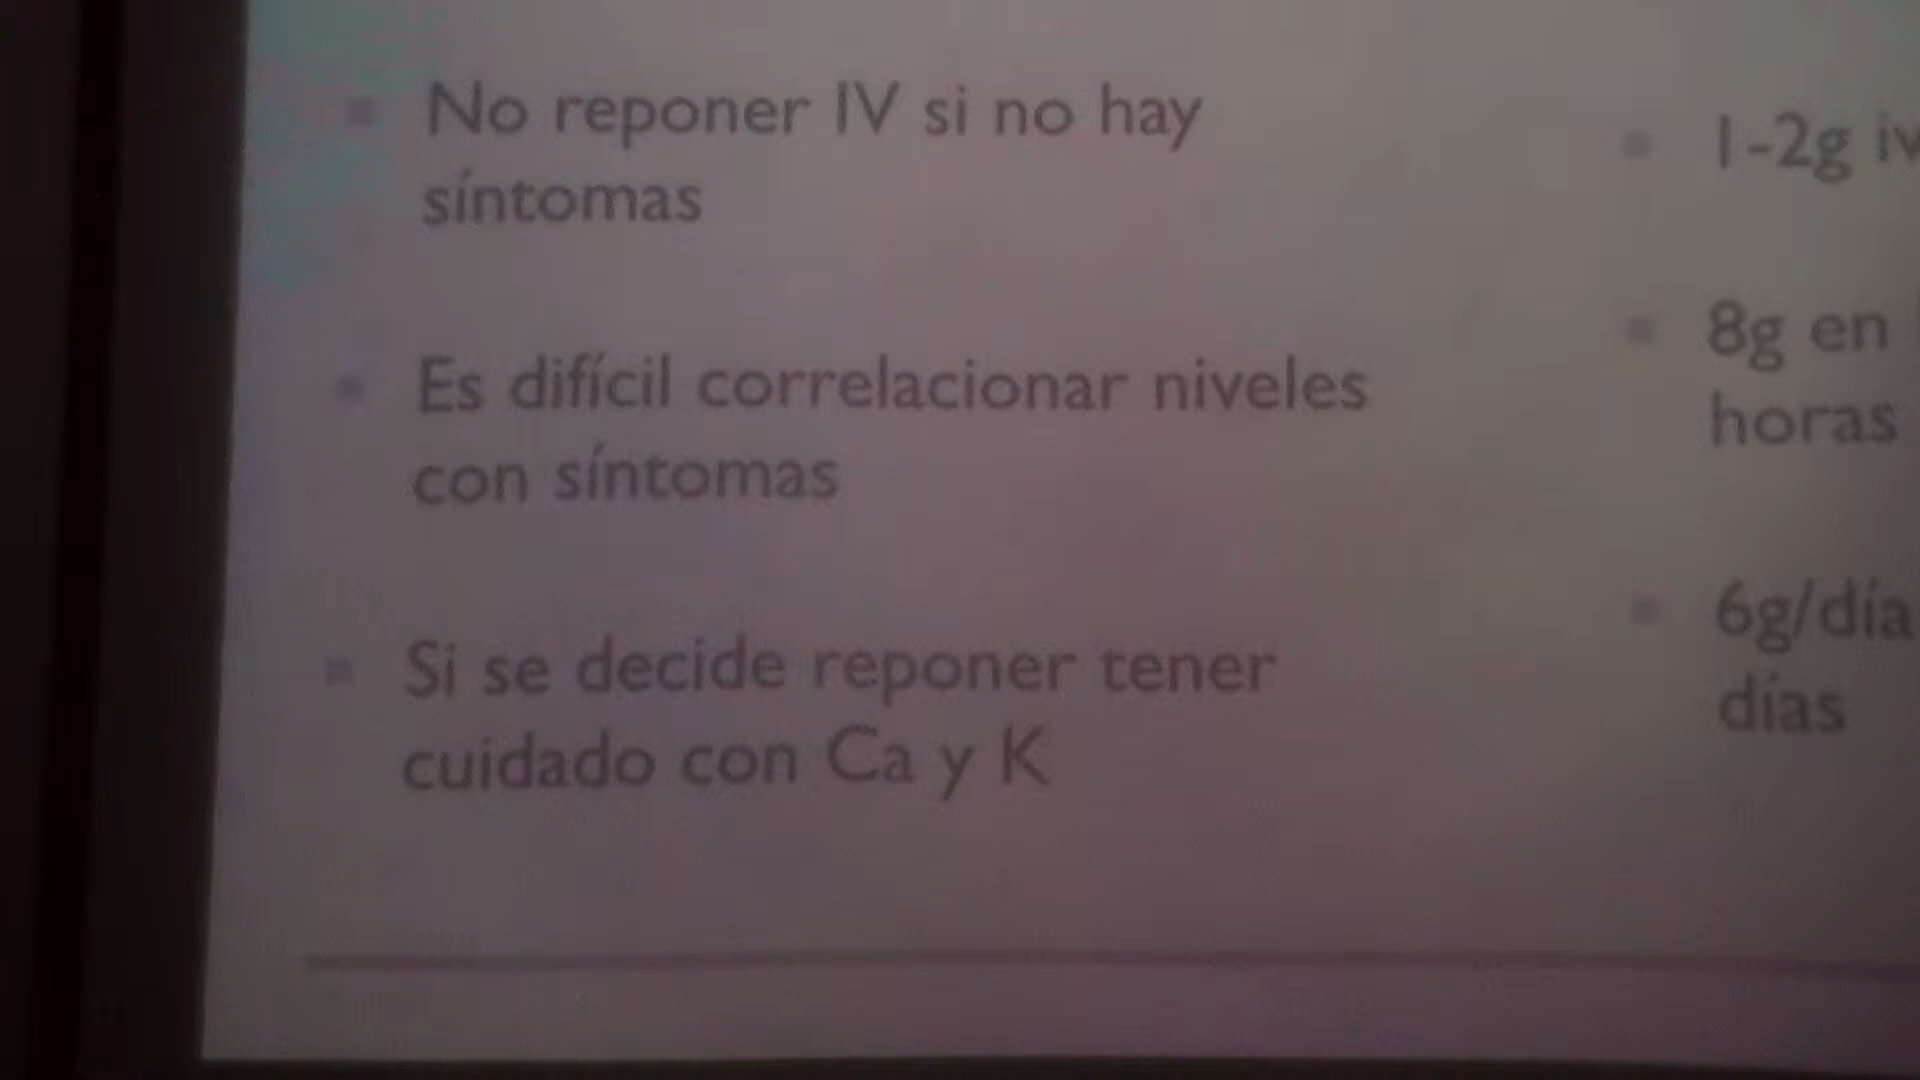 No reponer IV si no hay
síntomas
Es difícil correlacionar niveles
con síntomas
Si se decide reponer tener
cuidado con Ca y K
1-2g iv
8g en
horas
6g/día
días